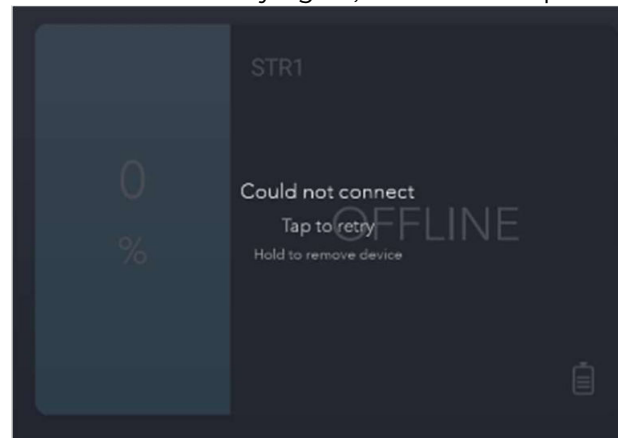 STR1
0
%
Could not connect
Tap to retry
OFFLINE
Hold to remove device